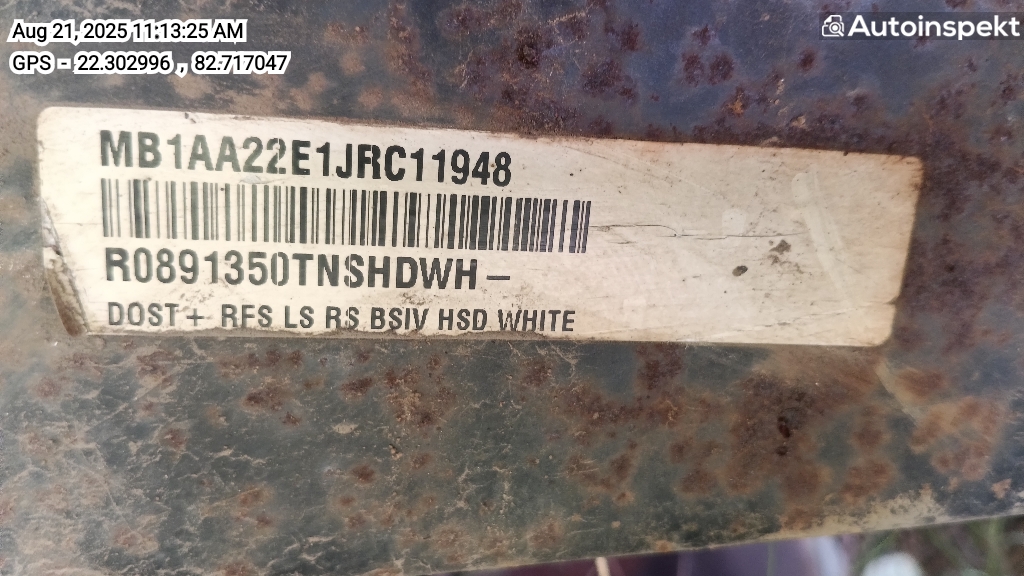 Aug 21, 2025 11:13:25 AM
GPS - 22.302996 , 82.717047
Autoinspekt
MB1AA22E1JRC11948
R0891350TNSHDWH-
DOST+ RFS LS RS BSIV HSD WHITE